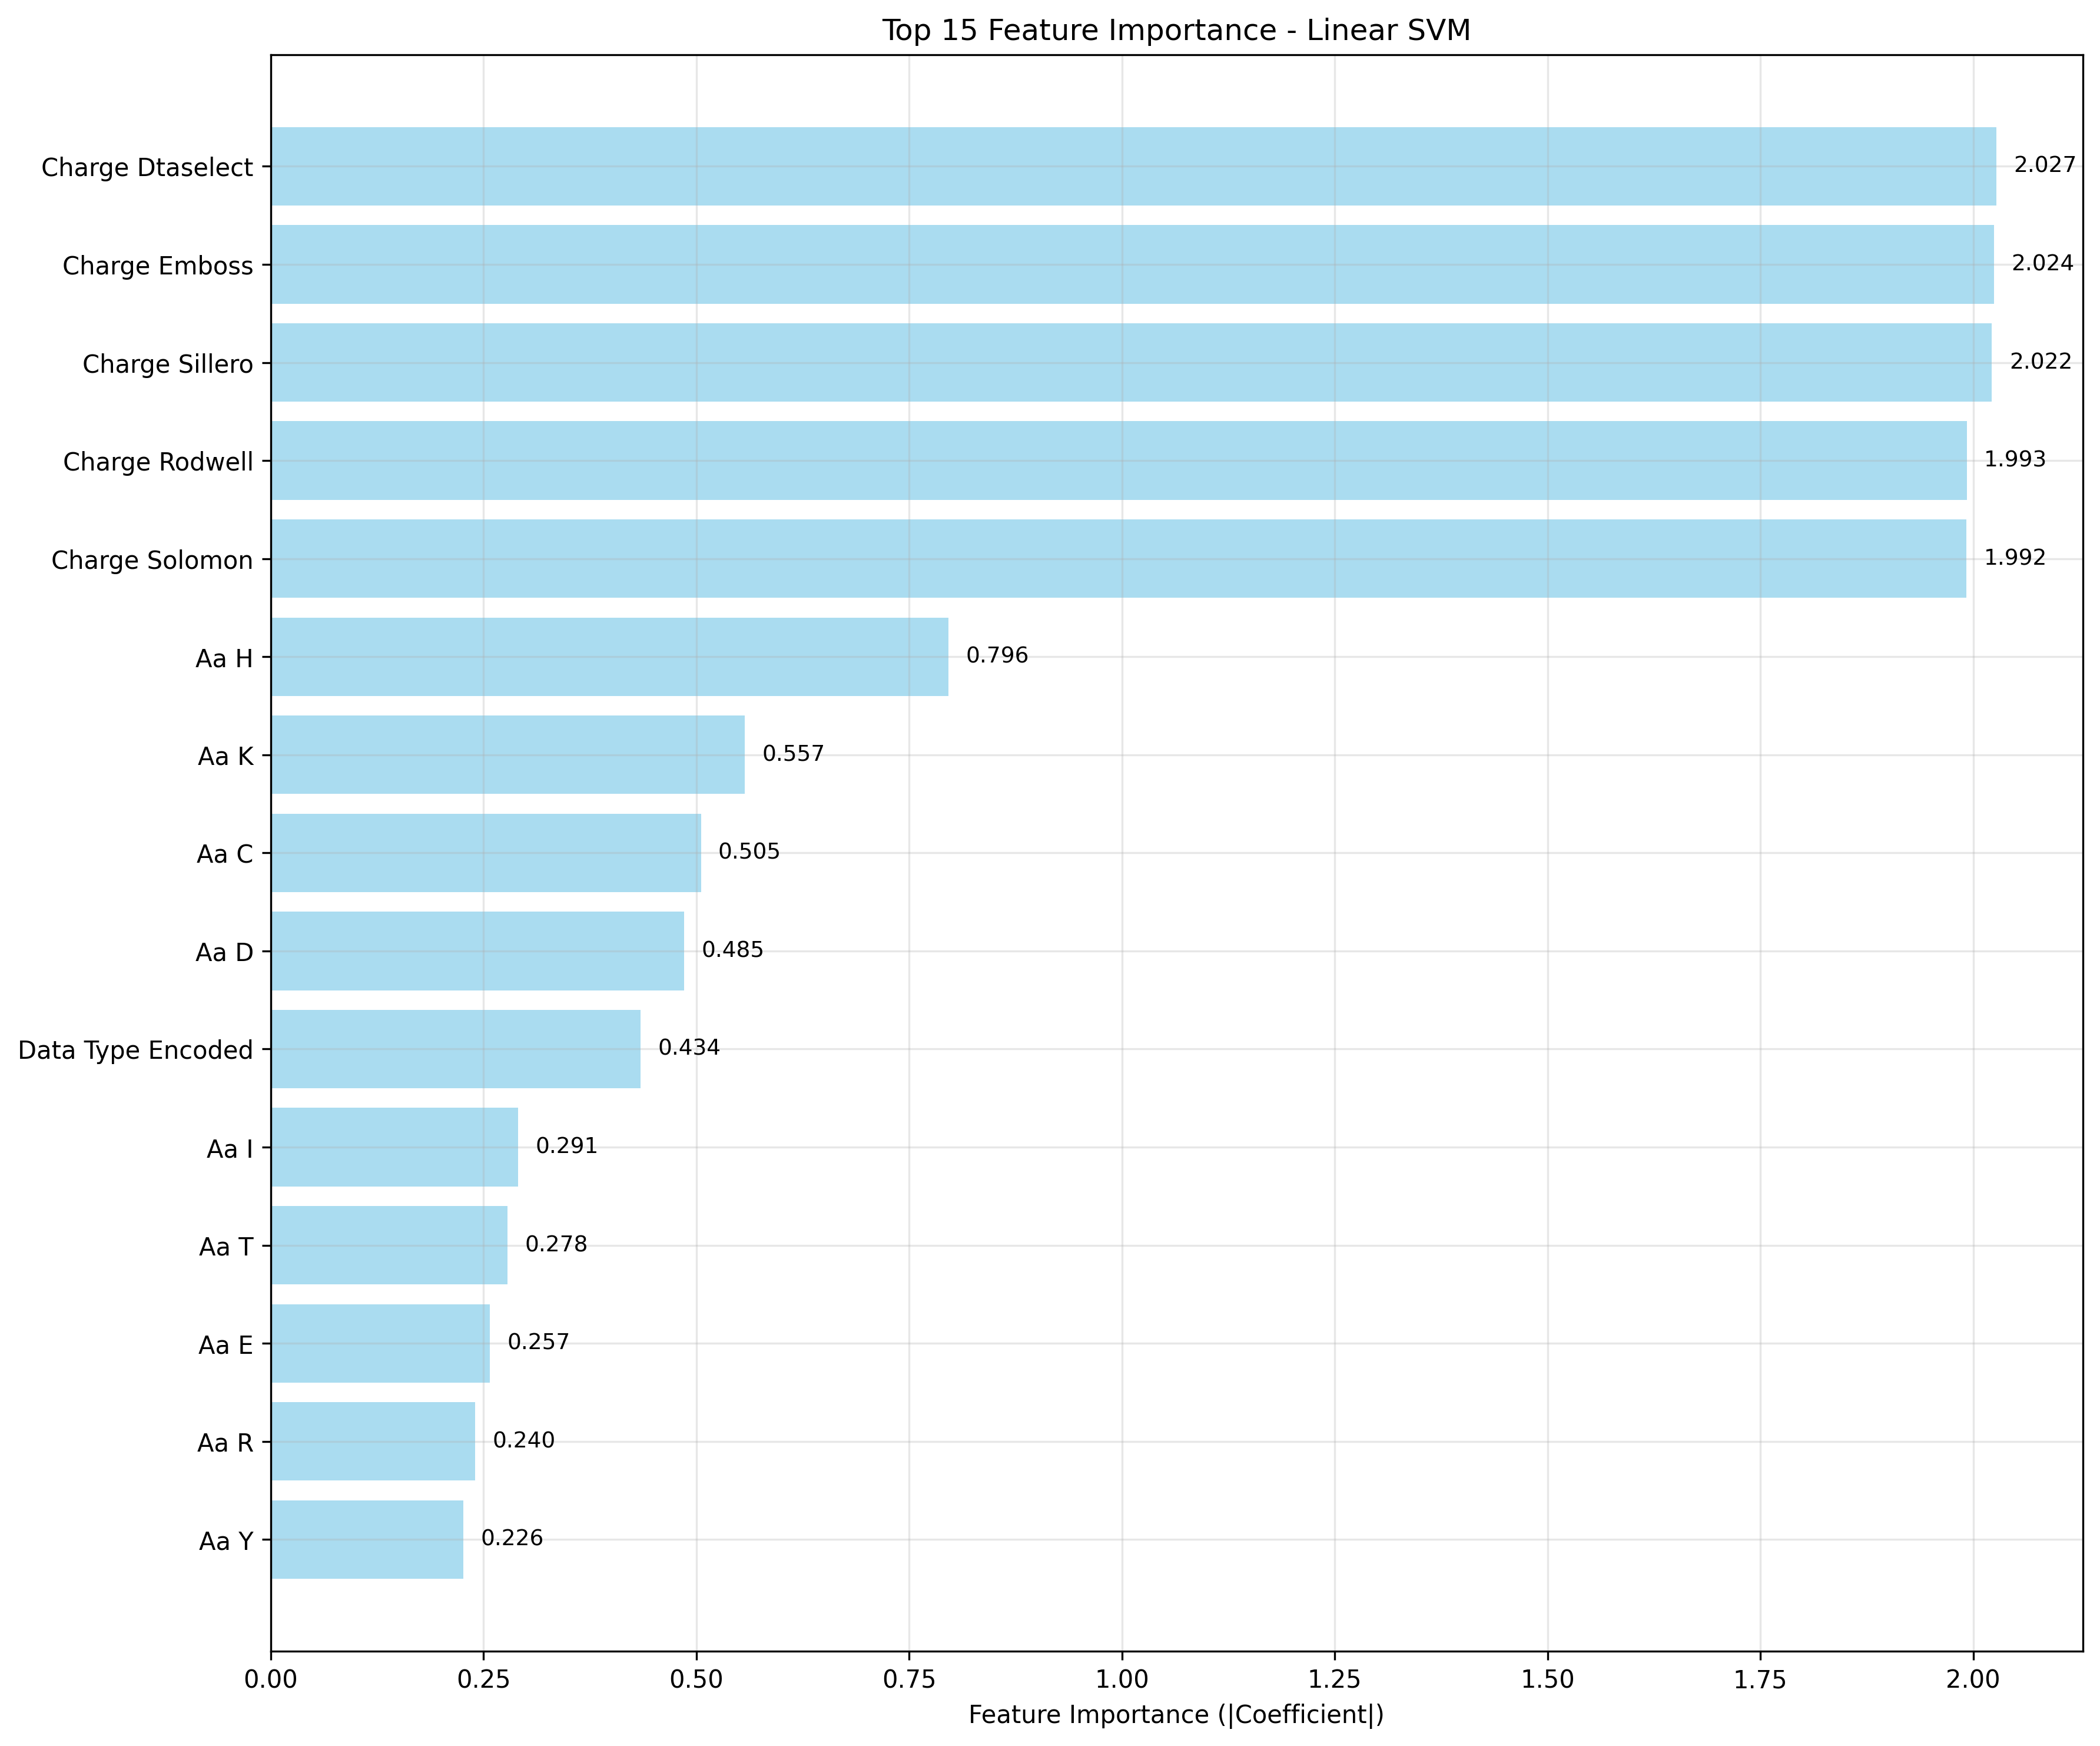 Top 15 Feature Importance - Linear SVM
Charge Dtaselect 2.027
Charge Emboss 2.024
Charge Sillero 2.022
Charge Rodwell 1.993
Charge Solomon 1.992
Aa H 0.796
Aa K 0.557
Aa C 0.505
Aa D 0.485
Data Type Encoded 0.434
Aa I 0.291
Aa T 0.278
Aa E 0.257
Aa R 0.240
Aa Y 0.226
0.00 0.25 0.50 0.75 1.00 1.25 1.50 1.75 2.00
Feature Importance (|Coefficient|)